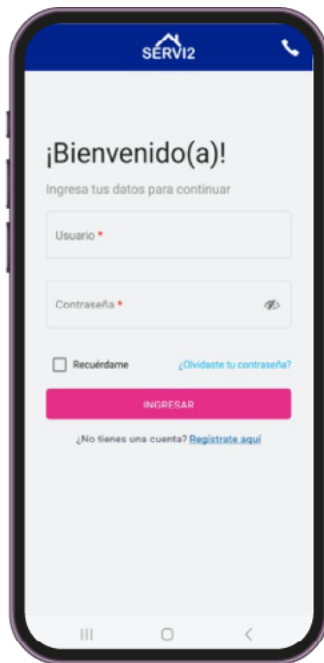 SERVI2
¡Bienvenido(a)!
Ingresa tus datos para continuar
Usuario *
Contraseña *
Recuérdame
¿Olvidaste tu contraseña?
INGRESAR
¿No tienes una cuenta? Regístrate aquí